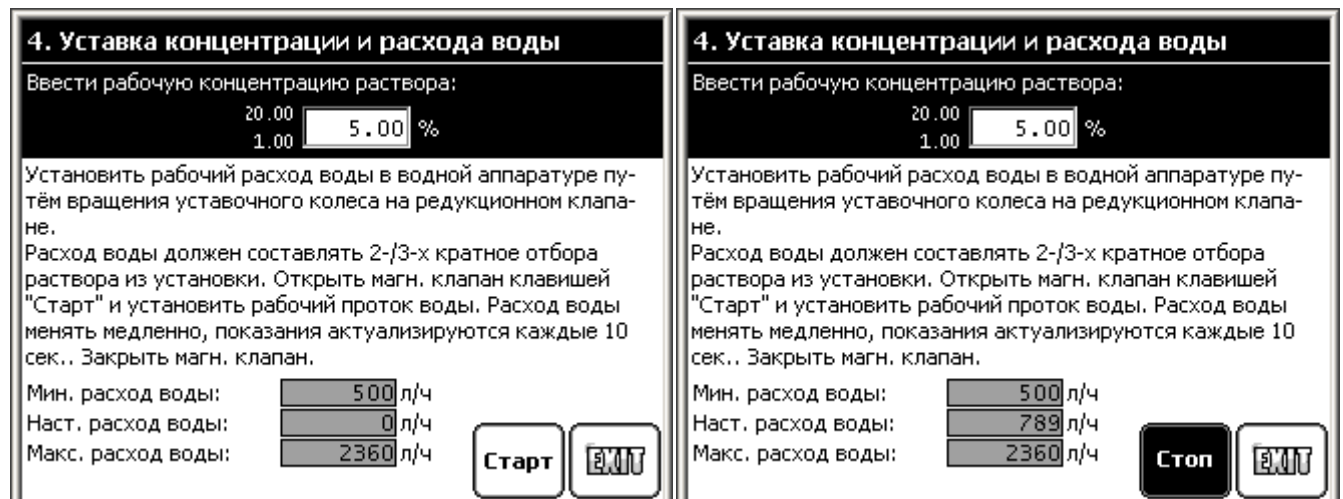 4. Уставка концентрации и расхода воды
Ввести рабочую концентрацию раствора:
20.00
1.00
5.00 %
Установить рабочий расход воды в водной аппаратуре пу-
тём вращения уставочного колеса на редукционном клапа-
не.
Расход воды должен составлять 2-/3-х кратное отбора
раствора из установки. Открыть магн. клапан клавишей
"Старт" и установить рабочий проток воды. Расход воды
менять медленно, показания актуализируются каждые 10
сек.. Закрыть магн. клапан.
Мин. расход воды: 500 л/ч
Наст. расход воды: 0 л/ч
Макс. расход воды: 2360 л/ч
Старт
EXIT
4. Уставка концентрации и расхода воды
Ввести рабочую концентрацию раствора:
20.00
1.00
5.00 %
Установить рабочий расход воды в водной аппаратуре пу-
тём вращения уставочного колеса на редукционном клапа-
не.
Расход воды должен составлять 2-/3-х кратное отбора
раствора из установки. Открыть магн. клапан клавишей
"Старт" и установить рабочий проток воды. Расход воды
менять медленно, показания актуализируются каждые 10
сек.. Закрыть магн. клапан.
Мин. расход воды: 500 л/ч
Наст. расход воды: 789 л/ч
Макс. расход воды: 2360 л/ч
Стоп
EXIT